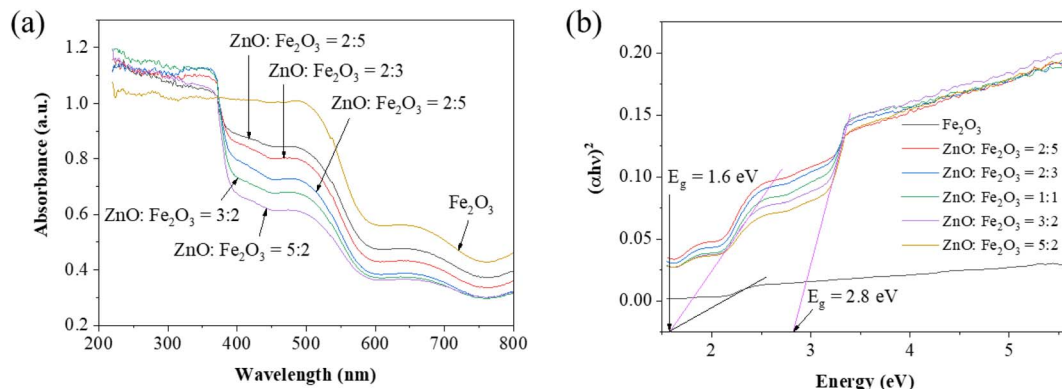 (a)
1.2
1.0
0.8
0.6
0.4
0.2
Absorbance (a.u.)
ZnO: Fe₂O₃ = 2:5
ZnO: Fe₂O₃ = 2:3
ZnO: Fe₂O₃ = 2:5
Fe₂O₃
ZnO: Fe₂O₃ = 3:2
ZnO: Fe₂O₃ = 5:2
200 300 400 500 600 700 800
Wavelength (nm)
(b)
0.20
0.15
0.10
0.05
0.00
(αhν)²
Fe₂O₃
ZnO: Fe₂O₃ = 2:5
ZnO: Fe₂O₃ = 2:3
ZnO: Fe₂O₃ = 1:1
ZnO: Fe₂O₃ = 3:2
ZnO: Fe₂O₃ = 5:2
E_g = 1.6 eV
E_g = 2.8 eV
2 3 4 5
Energy (eV)